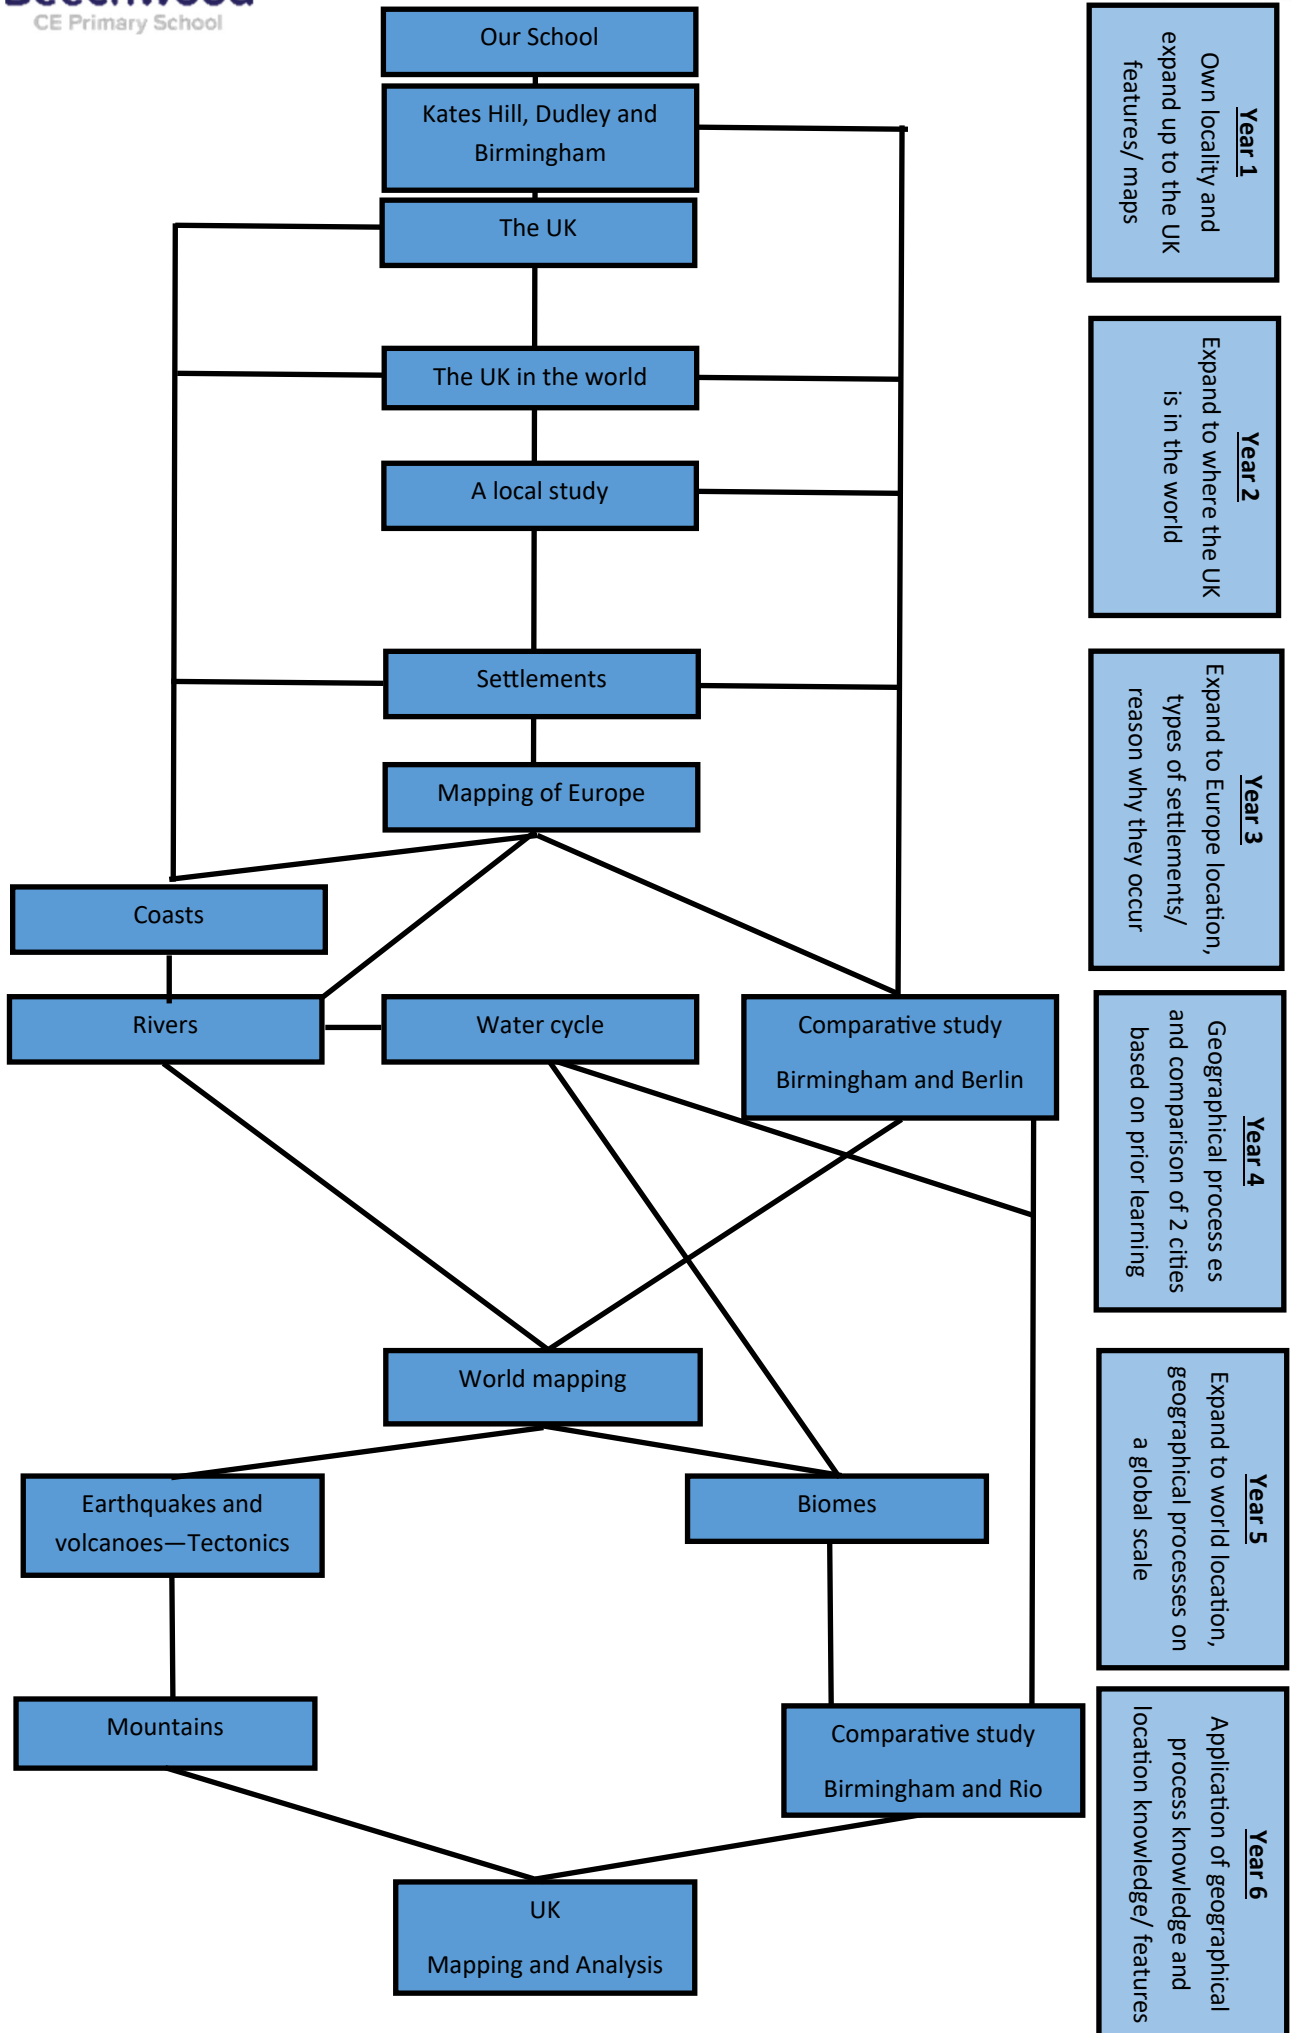 CE Primary School
Our School
Kates Hill, Dudley and
Birmingham
The UK
The UK in the world
A local study
Settlements
Mapping of Europe
Coasts
Rivers
Water cycle
Comparative study
Birmingham and Berlin
World mapping
Earthquakes and
volcanoes—Tectonics
Biomes
Mountains
Comparative study
Birmingham and Rio
UK
Mapping and Analysis
Year 1
Own locality and
expand up to the UK
features/ maps
Year 2
Expand to where the UK
is in the world
Year 3
Expand to Europe location,
types of settlements/
reason why they occur
Year 4
Geographical process es
and comparison of 2 cities
based on prior learning
Year 5
Expand to world location,
geographical processes on
a global scale
Year 6
Application of geographical
process knowledge and
location knowledge/ features